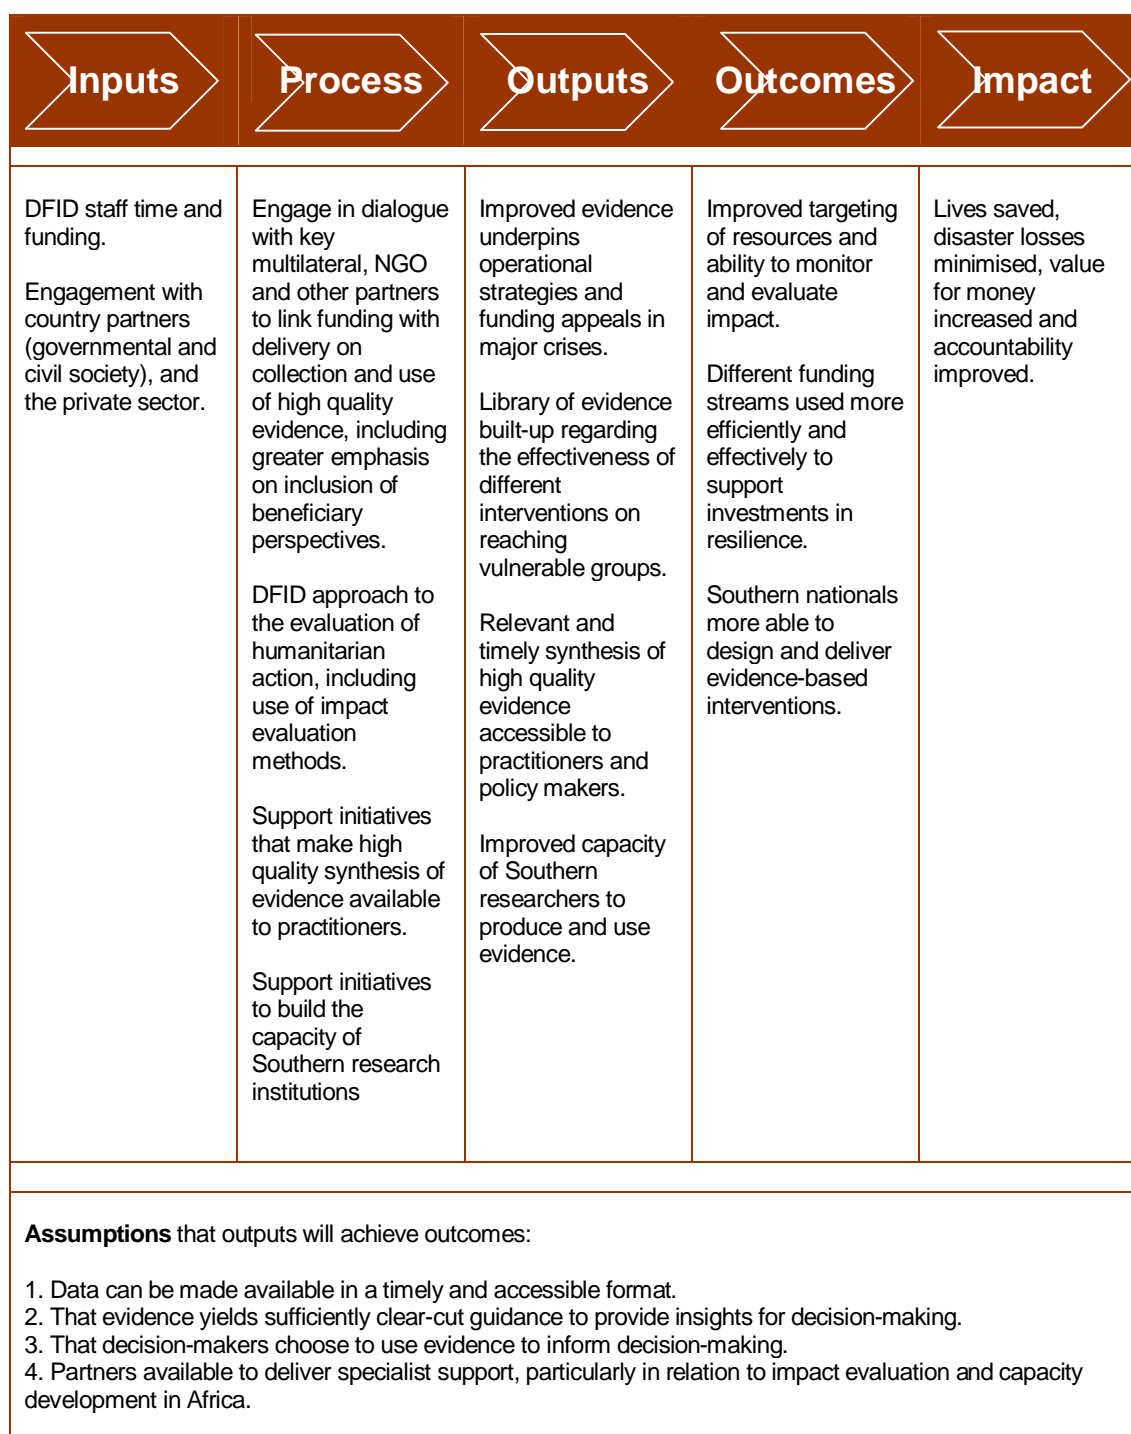 Inputs
Process
Outputs
Outcomes
Impact
DFID staff time and
funding.
Engagement with
country partners
(governmental and
civil society), and
the private sector.
Engage in dialogue
with key
multilateral, NGO
and other partners
to link funding with
delivery on
collection and use
of high quality
evidence, including
greater emphasis
on inclusion of
beneficiary
perspectives.
DFID approach to
the evaluation of
humanitarian
action, including
use of impact
evaluation
methods.
Support initiatives
that make high
quality synthesis of
evidence available
to practitioners.
Support initiatives
to build the
capacity of
Southern research
institutions
Improved evidence
underpins
operational
strategies and
funding appeals in
major crises.
Library of evidence
built-up regarding
the effectiveness of
different
interventions on
reaching
vulnerable groups.
Relevant and
timely synthesis of
high quality
evidence
accessible to
practitioners and
policy makers.
Improved capacity
of Southern
researchers to
produce and use
evidence.
Improved targeting
of resources and
ability to monitor
and evaluate
impact.
Different funding
streams used more
efficiently and
effectively to
support
investments in
resilience.
Southern nationals
more able to
design and deliver
evidence-based
interventions.
Lives saved,
disaster losses
minimised, value
for money
increased and
accountability
improved.
Assumptions that outputs will achieve outcomes:
1. Data can be made available in a timely and accessible format.
2. That evidence yields sufficiently clear-cut guidance to provide insights for decision-making.
3. That decision-makers choose to use evidence to inform decision-making.
4. Partners available to deliver specialist support, particularly in relation to impact evaluation and capacity
development in Africa.